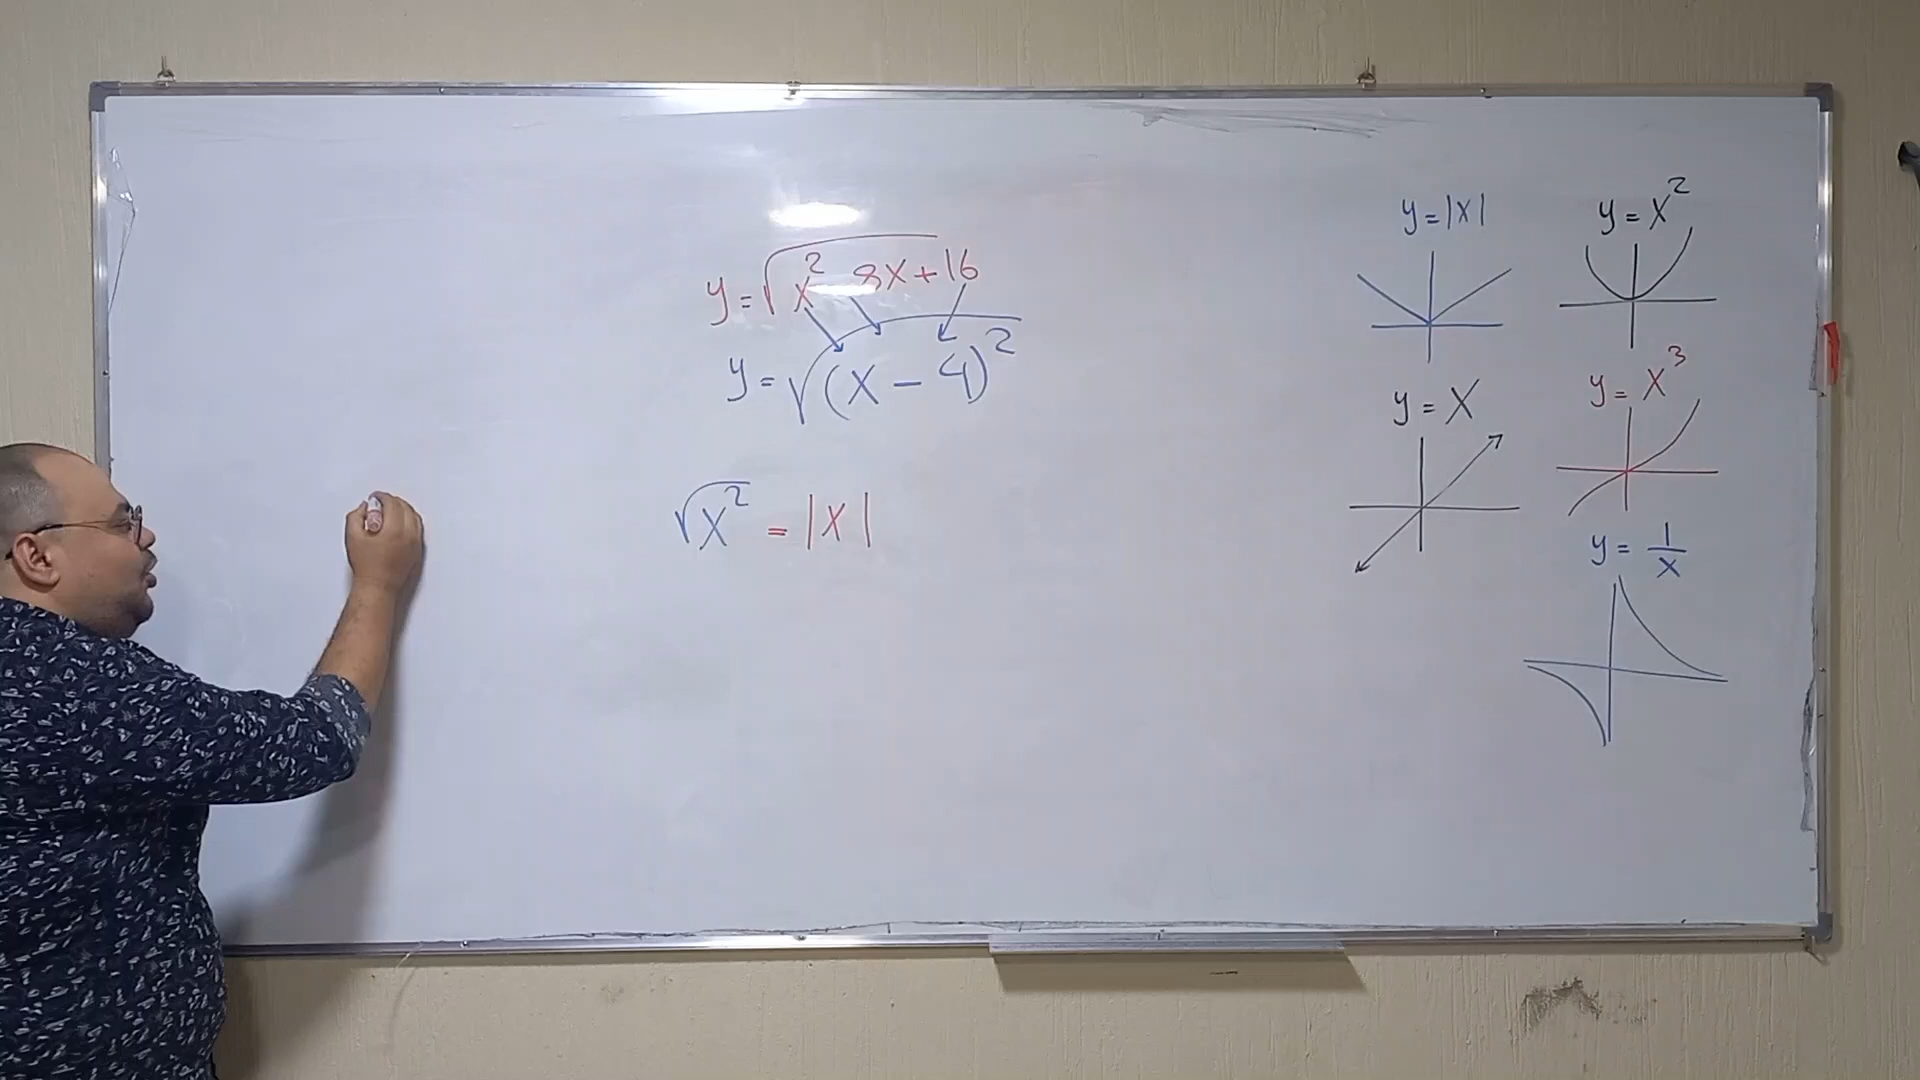 y = √x² 8x + 16
y = √(x - 4)²
√x² = |x|
y = |x|
y = x²
y = x
y = x³
y = 1/x